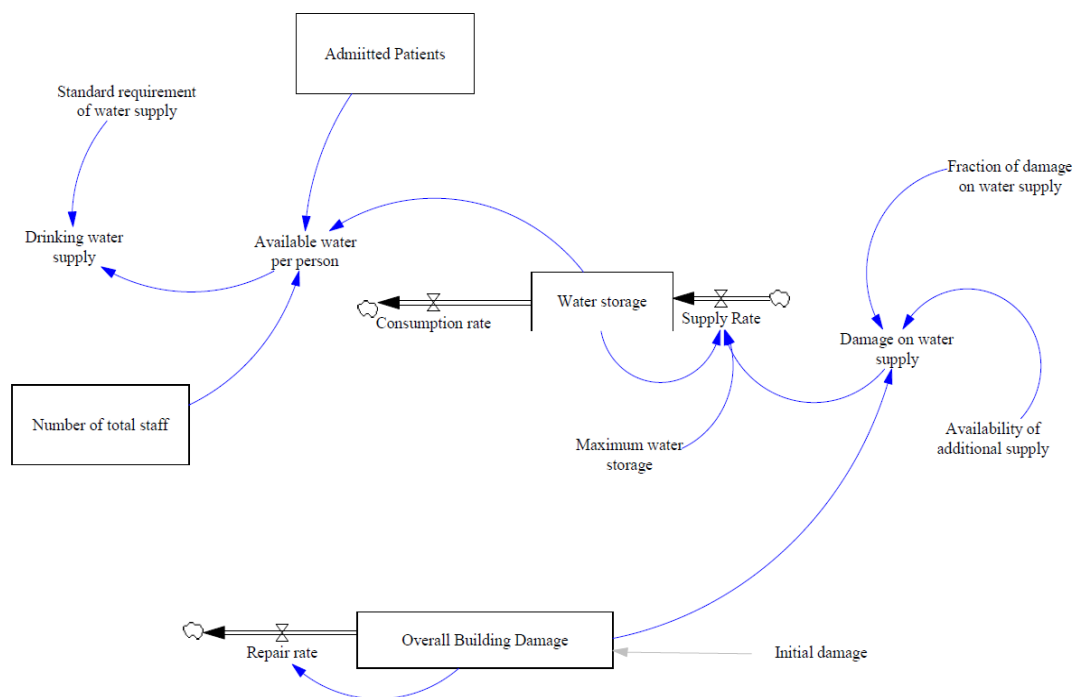 Admiitted Patients
Standard requirement
of water supply
Fraction of damage
on water supply
Drinking water
supply
Available water
per person
Water storage
Consumption rate
Supply Rate
Damage on water
supply
Number of total staff
Maximum water
storage
Availability of
additional supply
Overall Building Damage
Repair rate
Initial damage